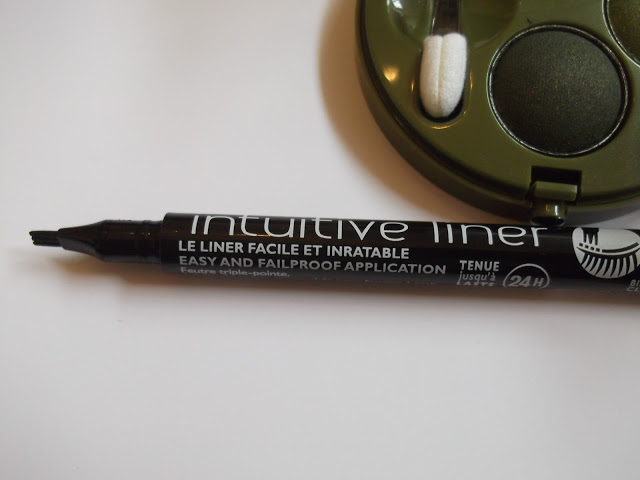 intuitive liner
LE LINER FACILE ET INRATABLE
EASY AND FAILPROOF APPLICATION
Feutre triple-pointe.
TENUE
jusqu'à
24H